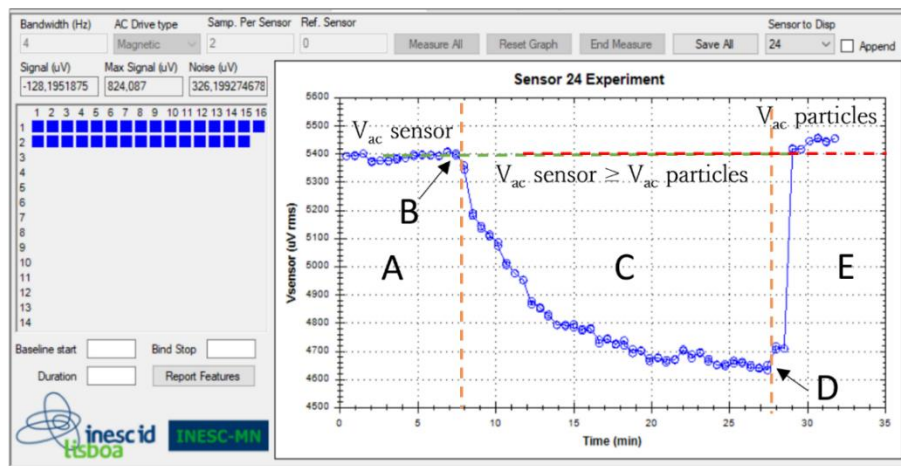 Bandwidth (Hz) AC Drive type Samp. Per Sensor Ref. Sensor Sensor to Disp
4 Magnetic 2 0 Measure All Reset Graph End Measure Save All 24 Append
Signal (uV) Max Signal (uV) Noise (uV)
-128,1951875 824,087 326,199274678
1 2 3 4 5 6 7 8 9 10 11 12 13 14 15 16
1
2
3
4
5
6
7
8
9
10
11
12
13
14
Baseline start Bind Stop
Duration Report Features
inesc id
lisboa
INESC-MN
Sensor 24 Experiment
Vsensor (uV rms)
5600
5500
5400
5300
5200
5100
5000
4900
4800
4700
4600
4500
Vac sensor
Vac particles
Vac sensor ≥ Vac particles
B
A
C
E
D
0 5 10 15 20 25 30 35
Time (min)